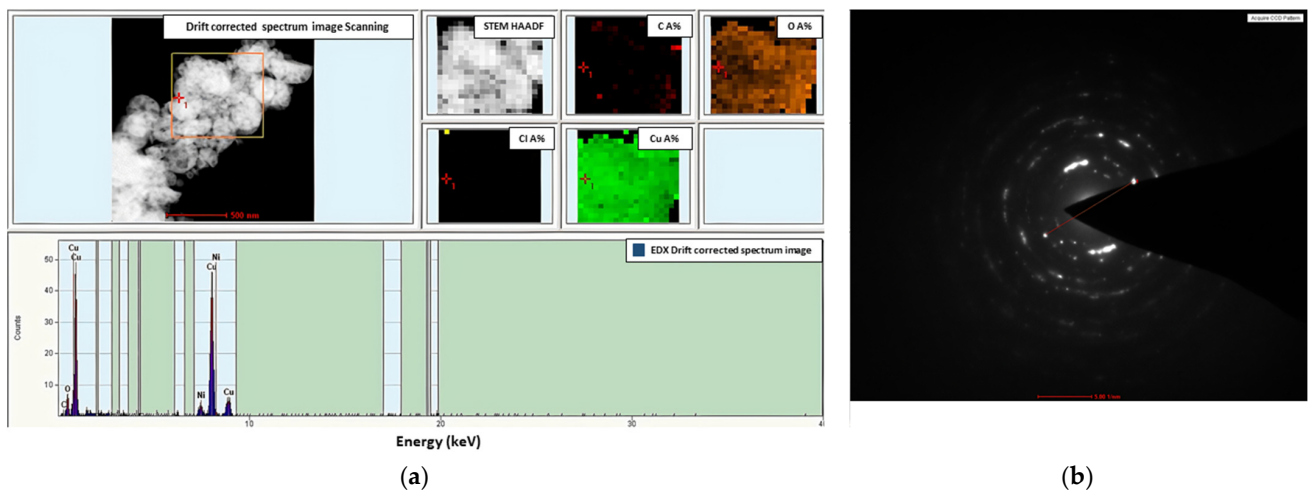 Drift corrected spectrum image Scanning
STEM HAADF
C A%
O A%
1
1
1
1
500 nm
Cl A%
Cu A%
1
1
Acquire CCD Pattern
EDX Drift corrected spectrum image
Cu
Cu
Ni
Cu
O
C
Ni
Cu
50
40
30
20
10
Counts
10
20
30
4
Energy (keV)
(a)
(b)